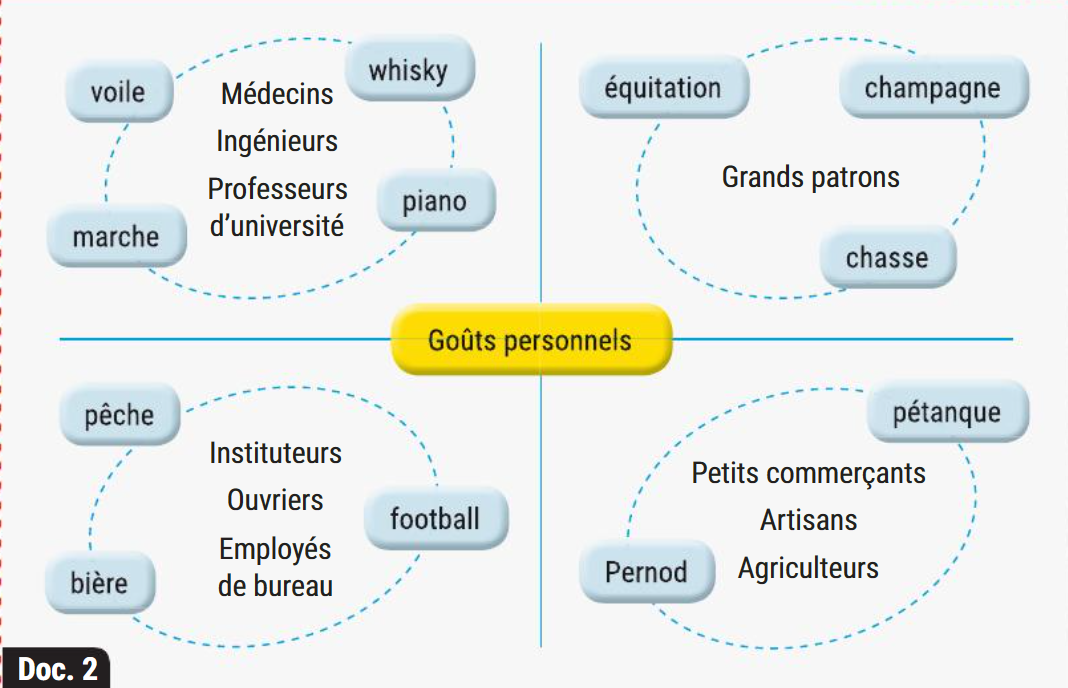 voile
whisky
Médecins
Ingénieurs
Professeurs
d'université
piano
marche
équitation
champagne
Grands patrons
chasse
Goûts personnels
pêche
Instituteurs
Ouvriers
Employés
de bureau
football
bière
pétanque
Petits commerçants
Artisans
Agriculteurs
Pernod
Doc. 2